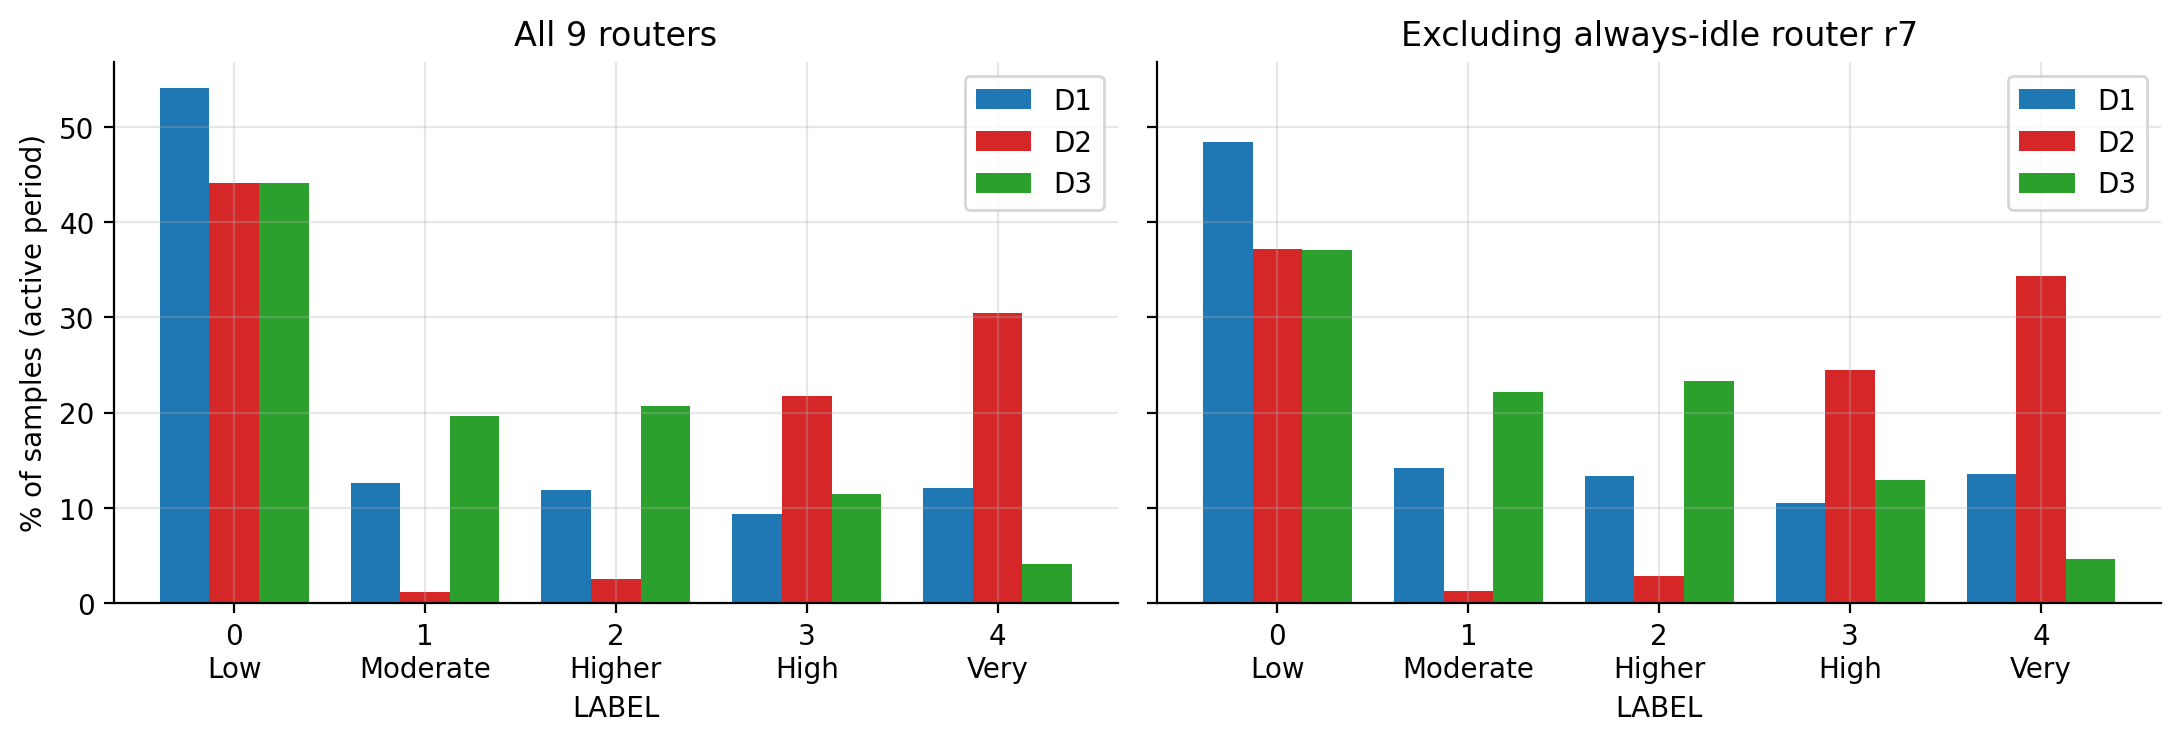 All 9 routers
% of samples (active period)
50
40
30
20
10
0
D1
D2
D3
0
Low
1
Moderate
2
Higher
3
High
4
Very
LABEL
Excluding always-idle router r7
D1
D2
D3
0
Low
1
Moderate
2
Higher
3
High
4
Very
LABEL